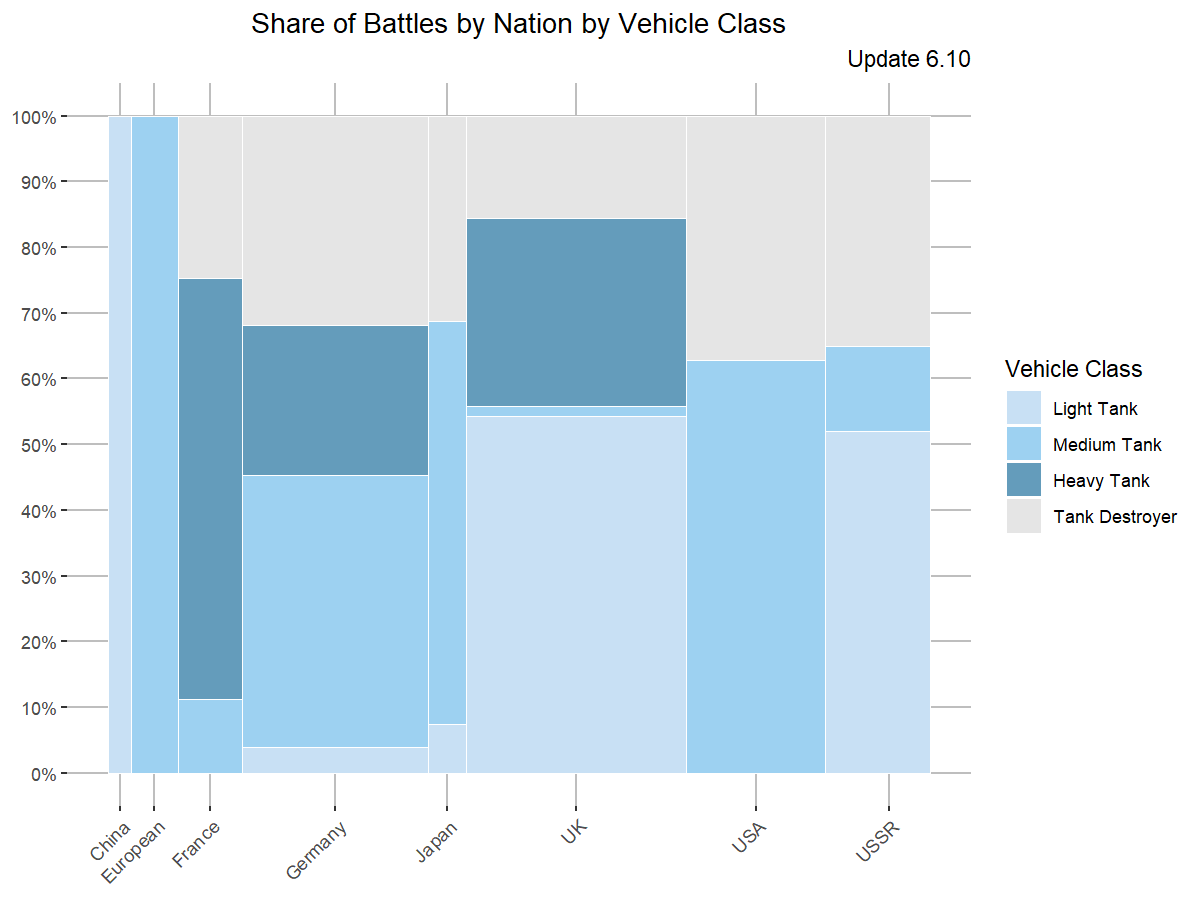 Share of Battles by Nation by Vehicle Class
Update 6.10
100%
90%
80%
70%
60%
50%
40%
30%
20%
10%
0%
China
European
France
Germany
Japan
UK
USA
USSR
Vehicle Class
Light Tank
Medium Tank
Heavy Tank
Tank Destroyer